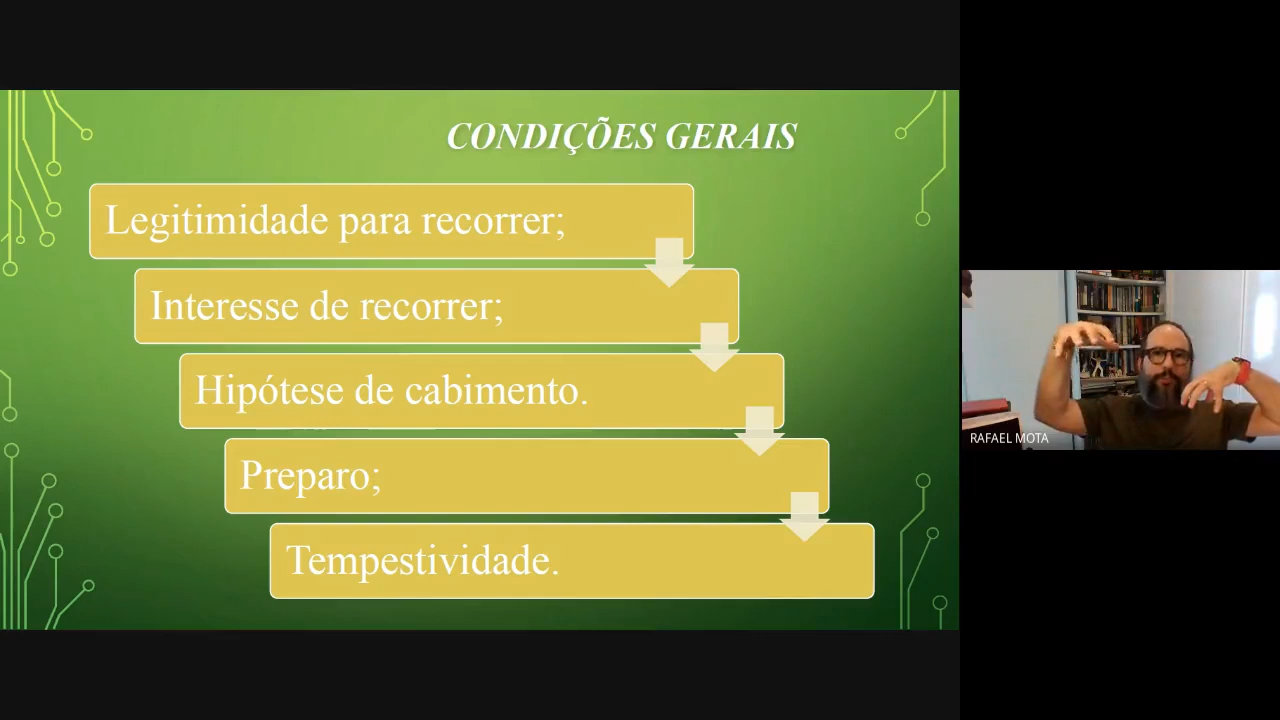 CONDIÇÕES GERAIS
Legitimidade para recorrer;
Interesse de recorrer;
Hipótese de cabimento.
Preparo;
Tempestividade.
RAFAEL MOTA